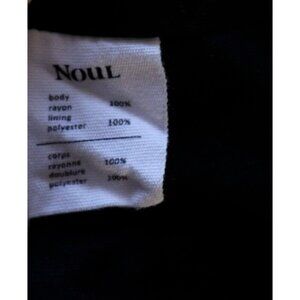 NOUL
body
rayon 100%
lining
polyester 100%
corps
rayonne 100%
doublure
polyester 100%